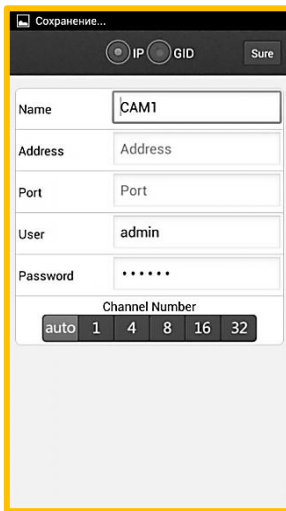 Сохранение...
IP GID Sure
Name CAM1
Address Address
Port Port
User admin
Password ••••••
Channel Number
auto 1 4 8 16 32